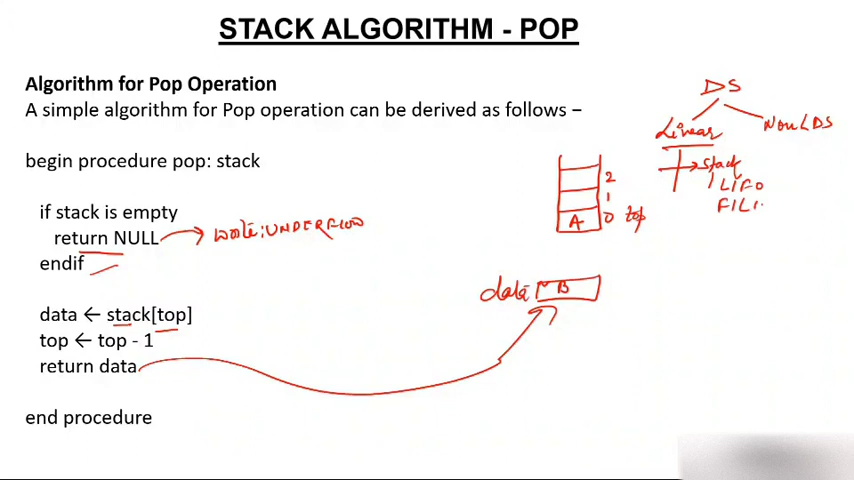 STACK ALGORITHM - POP
Algorithm for Pop Operation
A simple algorithm for Pop operation can be derived as follows −
begin procedure pop: stack
if stack is empty
return NULL
write: UNDERFLOW
endif
data ← stack[top]
top ← top - 1
return data
end procedure
DS
Linear
Non LDS
stack
LIFO
2
1
A
0 top
data
B